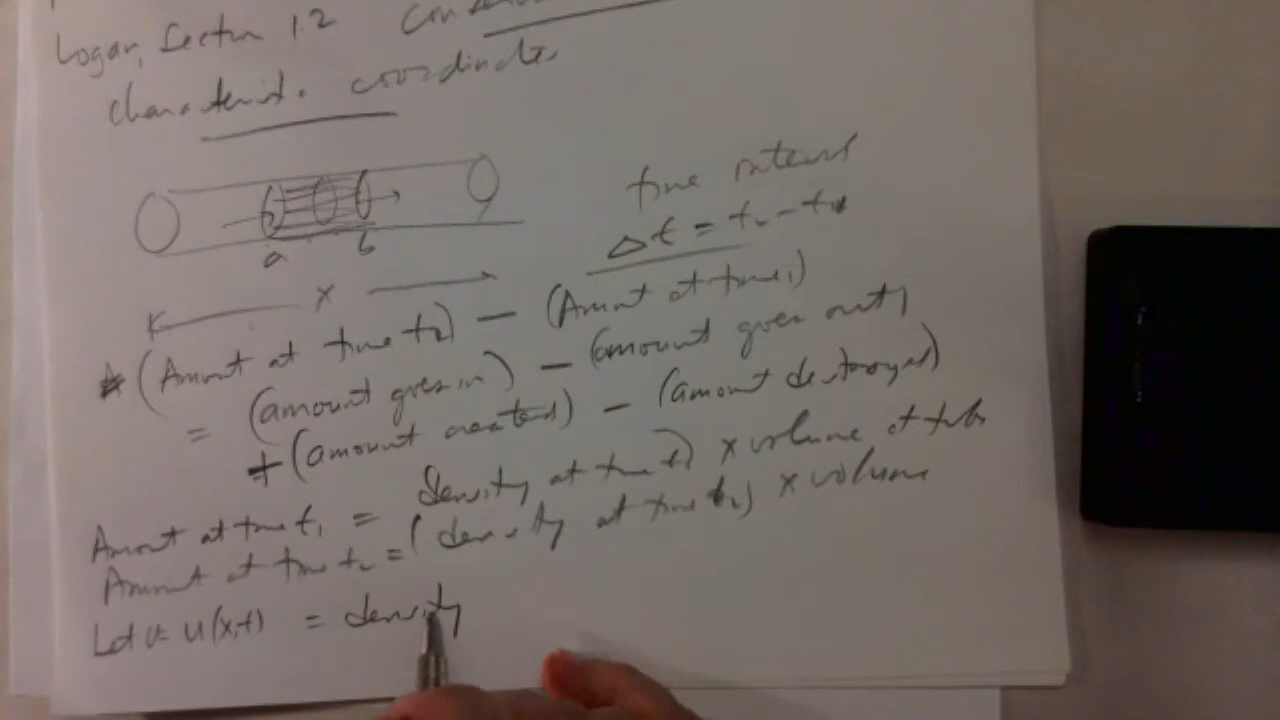 Logan, Section 1.2
characteristic coordinates
a b
x
time interval
Δt = t₂ - t₁
* (Amount at time t₂) - (Amount at time₁)
= (amount goes in) - (amount goes out)
+ (amount created) - (amount destroyed)
Amount at time t₁ = density at time t₁) x volume of tube
Amount at time t₂ = (density at time t₂) x volume
Let u = u(x,t) = density